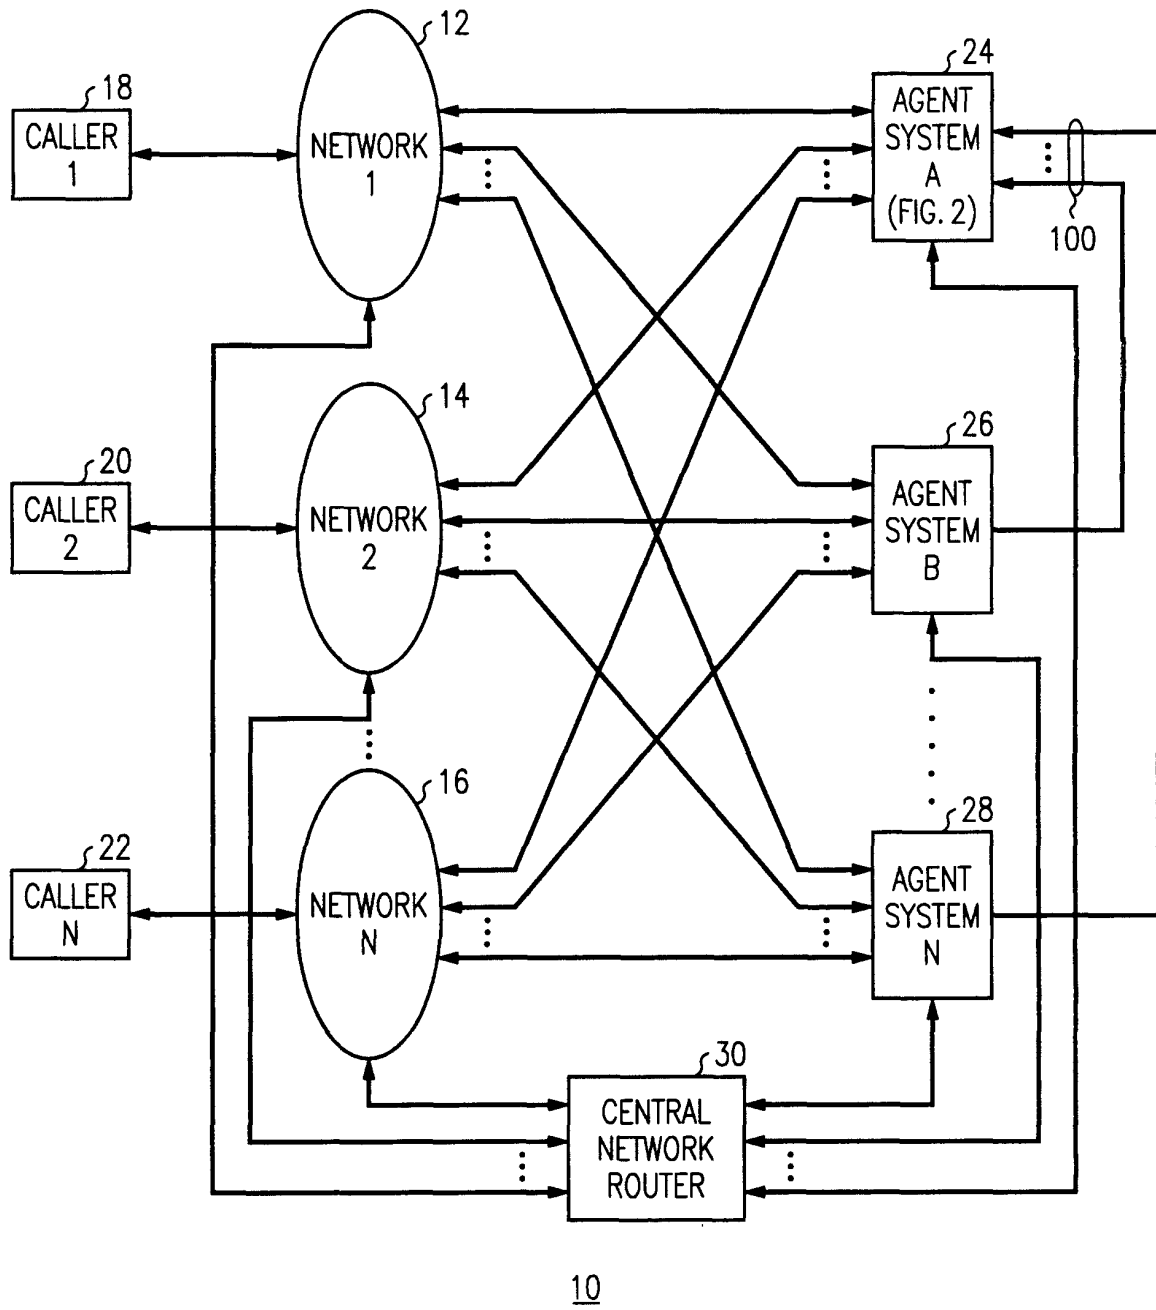 12
24
18
CALLER
1
NETWORK
1
AGENT
SYSTEM
A
(FIG. 2)
100
14
26
20
CALLER
2
NETWORK
2
AGENT
SYSTEM
B
16
28
22
CALLER
N
NETWORK
N
AGENT
SYSTEM
N
30
CENTRAL
NETWORK
ROUTER
10